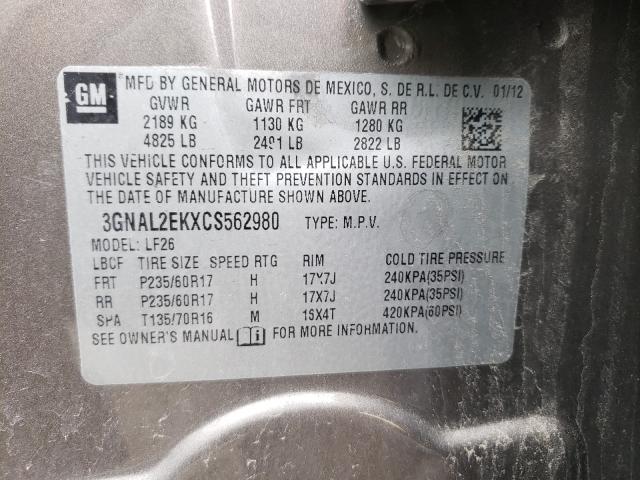 GM
MFD BY GENERAL MOTORS DE MEXICO, S. DE R.L. DE C.V. 01/12
GVWR GAWR FRT GAWR RR
2189 KG 1130 KG 1280 KG
4825 LB 2491 LB 2822 LB
THIS VEHICLE CONFORMS TO ALL APPLICABLE U.S. FEDERAL MOTOR
VEHICLE SAFETY AND THEFT PREVENTION STANDARDS IN EFFECT ON
THE DATE OF MANUFACTURE SHOWN ABOVE.
3GNAL2EKXCS562980 TYPE: M.P.V.
MODEL: LF26
LBCF TIRE SIZE SPEED RTG RIM COLD TIRE PRESSURE
FRT P235/60R17 H 17X7J 240KPA(35PSI)
RR P235/60R17 H 17X7J 240KPA(35PSI)
SPA T135/70R16 M 16X4T 420KPA(60PSI)
SEE OWNER'S MANUAL FOR MORE INFORMATION.